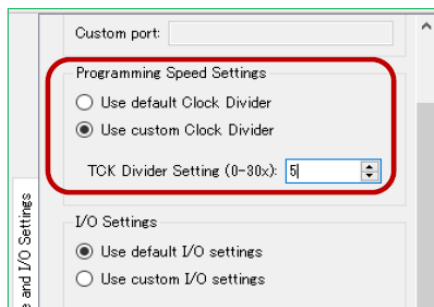 Custom port:
Programming Speed Settings
Use default Clock Divider
Use custom Clock Divider
TCK Divider Setting (0-30x): 5
I/O Settings
Use default I/O settings
Use custom I/O settings
and I/O Settings